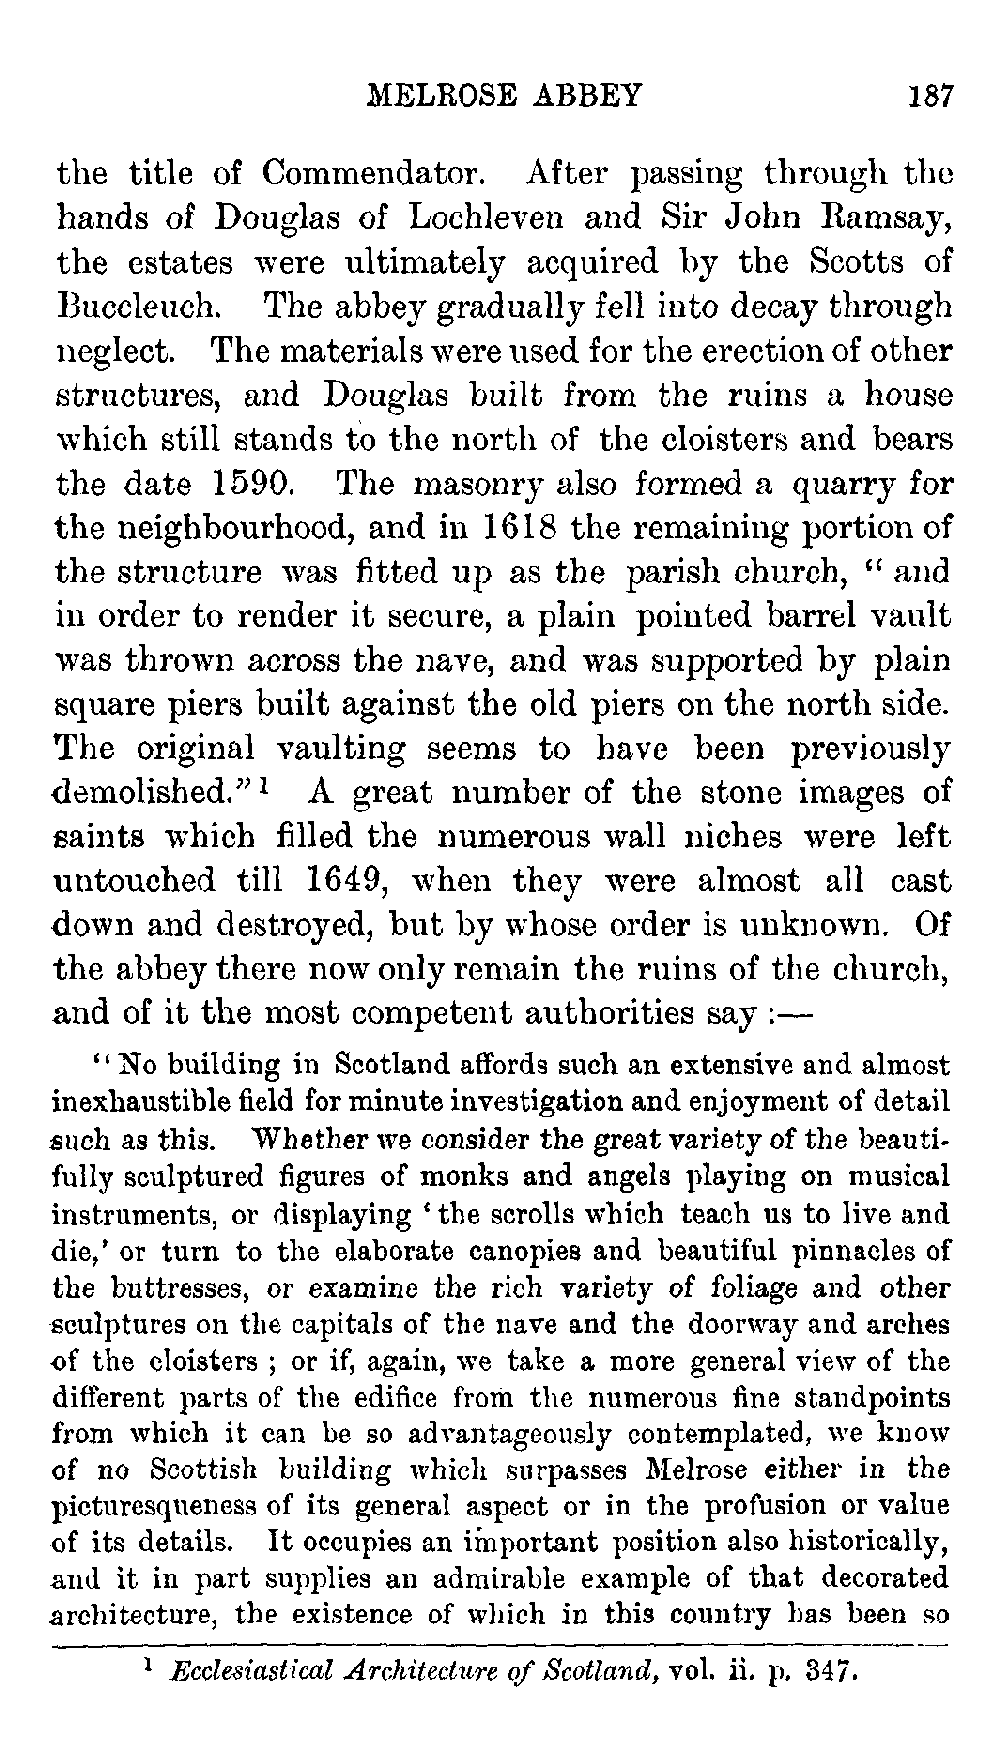 MELROSE ABBEY 187
the title of Commendator. After passing through the
hands of Douglas of Lochleven and Sir John Ramsay,
the estates were ultimately acquired by the Scotts of
Buccleuch. The abbey gradually fell into decay through
neglect. The materials were used for the erection of other
structures, and Douglas built from the ruins a house
which still stands to the north of the cloisters and bears
the date 1590. The masonry also formed a quarry for
the neighbourhood, and in 1618 the remaining portion of
the structure was fitted up as the parish church, “ and
in order to render it secure, a plain pointed barrel vault
was thrown across the nave, and was supported by plain
square piers built against the old piers on the north side.
The original vaulting seems to have been previously
demolished.” ¹ A great number of the stone images of
saints which filled the numerous wall niches were left
untouched till 1649, when they were almost all cast
down and destroyed, but by whose order is unknown. Of
the abbey there now only remain the ruins of the church,
and of it the most competent authorities say :—
“ No building in Scotland affords such an extensive and almost
inexhaustible field for minute investigation and enjoyment of detail
such as this. Whether we consider the great variety of the beauti-
fully sculptured figures of monks and angels playing on musical
instruments, or displaying ‘ the scrolls which teach us to live and
die,’ or turn to the elaborate canopies and beautiful pinnacles of
the buttresses, or examine the rich variety of foliage and other
sculptures on the capitals of the nave and the doorway and arches
of the cloisters ; or if, again, we take a more general view of the
different parts of the edifice from the numerous fine standpoints
from which it can be so advantageously contemplated, we know
of no Scottish building which surpasses Melrose either in the
picturesqueness of its general aspect or in the profusion or value
of its details. It occupies an important position also historically,
and it in part supplies an admirable example of that decorated
architecture, the existence of which in this country has been so
¹ Ecclesiastical Architecture of Scotland, vol. ii. p. 347.